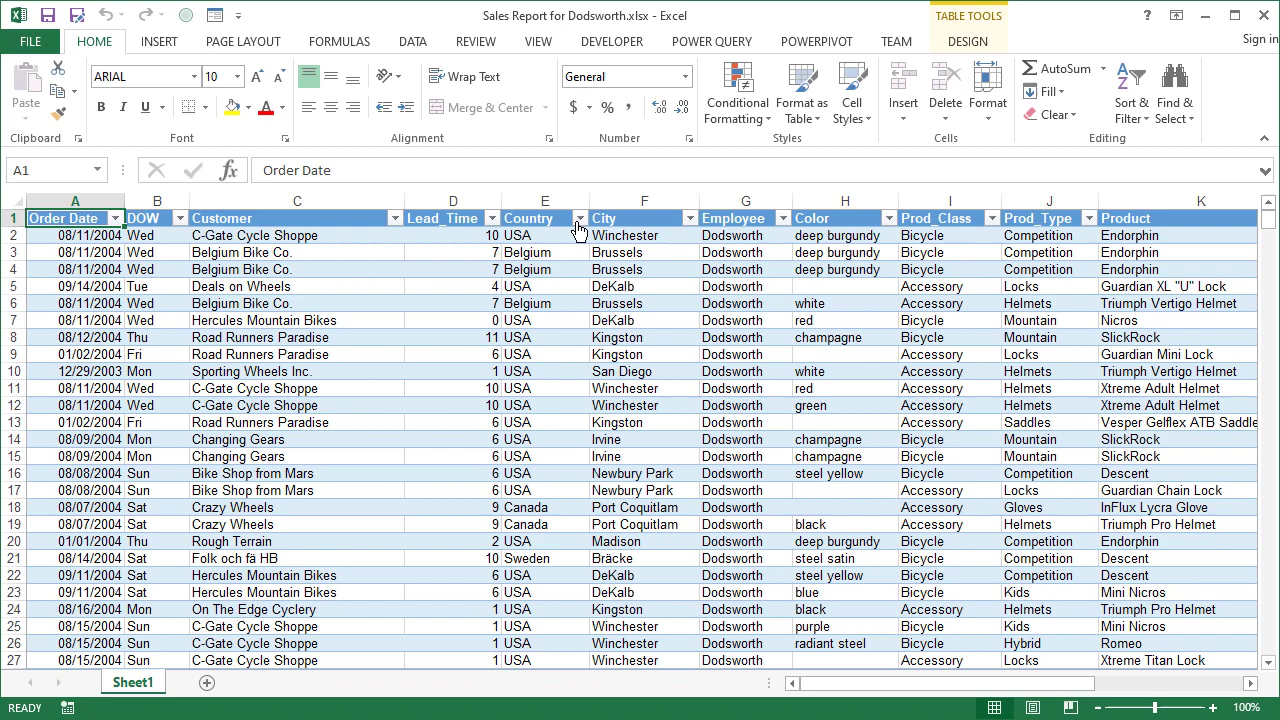 Sales Report for Dodsworth.xlsx - Excel
TABLE TOOLS
?
FILE HOME INSERT PAGE LAYOUT FORMULAS DATA REVIEW VIEW DEVELOPER POWER QUERY POWERPIVOT TEAM DESIGN Sign in
Paste
ARIAL 10
B I U
Wrap Text
Merge & Center
General
$ % ,
Conditional Formatting
Format as Table
Cell Styles
Insert Delete Format
AutoSum
Fill
Clear
Sort & Filter
Find & Select
Clipboard Font Alignment Number Styles Cells Editing
A1 fx Order Date
A B C D E F G H I J K
1 Order Date DOW Customer Lead_Time Country City Employee Color Prod_Class Prod_Type Product
2 08/11/2004 Wed C-Gate Cycle Shoppe 10 USA Winchester Dodsworth deep burgundy Bicycle Competition Endorphin
3 08/11/2004 Wed Belgium Bike Co. 7 Belgium Brussels Dodsworth deep burgundy Bicycle Competition Endorphin
4 08/11/2004 Wed Belgium Bike Co. 7 Belgium Brussels Dodsworth deep burgundy Bicycle Competition Endorphin
5 09/14/2004 Tue Deals on Wheels 4 USA DeKalb Dodsworth Accessory Locks Guardian XL "U" Lock
6 08/11/2004 Wed Belgium Bike Co. 7 Belgium Brussels Dodsworth white Accessory Helmets Triumph Vertigo Helmet
7 08/11/2004 Wed Hercules Mountain Bikes 0 USA DeKalb Dodsworth red Bicycle Mountain Nicros
8 08/12/2004 Thu Road Runners Paradise 11 USA Kingston Dodsworth champagne Bicycle Mountain SlickRock
9 01/02/2004 Fri Road Runners Paradise 6 USA Kingston Dodsworth Accessory Locks Guardian Mini Lock
10 12/29/2003 Mon Sporting Wheels Inc. 1 USA San Diego Dodsworth white Accessory Helmets Triumph Vertigo Helmet
11 08/11/2004 Wed C-Gate Cycle Shoppe 10 USA Winchester Dodsworth red Accessory Helmets Xtreme Adult Helmet
12 08/11/2004 Wed C-Gate Cycle Shoppe 10 USA Winchester Dodsworth green Accessory Helmets Xtreme Adult Helmet
13 01/02/2004 Fri Road Runners Paradise 6 USA Kingston Dodsworth Accessory Saddles Vesper Gelflex ATB Saddle
14 08/09/2004 Mon Changing Gears 6 USA Irvine Dodsworth champagne Bicycle Mountain SlickRock
15 08/09/2004 Mon Changing Gears 6 USA Irvine Dodsworth champagne Bicycle Mountain SlickRock
16 08/08/2004 Sun Bike Shop from Mars 6 USA Newbury Park Dodsworth steel yellow Bicycle Competition Descent
17 08/08/2004 Sun Bike Shop from Mars 6 USA Newbury Park Dodsworth Accessory Locks Guardian Chain Lock
18 08/07/2004 Sat Crazy Wheels 9 Canada Port Coquitlam Dodsworth Accessory Gloves InFlux Lycra Glove
19 08/07/2004 Sat Crazy Wheels 9 Canada Port Coquitlam Dodsworth black Accessory Helmets Triumph Pro Helmet
20 01/01/2004 Thu Rough Terrain 2 USA Madison Dodsworth deep burgundy Bicycle Competition Endorphin
21 08/14/2004 Sat Folk och fä HB 10 Sweden Bräcke Dodsworth steel satin Bicycle Competition Descent
22 09/11/2004 Sat Hercules Mountain Bikes 6 USA DeKalb Dodsworth steel yellow Bicycle Competition Descent
23 09/11/2004 Sat Hercules Mountain Bikes 6 USA DeKalb Dodsworth blue Bicycle Kids Mini Nicros
24 08/16/2004 Mon On The Edge Cyclery 1 USA Kingston Dodsworth black Accessory Helmets Triumph Pro Helmet
25 08/15/2004 Sun C-Gate Cycle Shoppe 1 USA Winchester Dodsworth purple Bicycle Kids Mini Nicros
26 08/15/2004 Sun C-Gate Cycle Shoppe 1 USA Winchester Dodsworth radiant steel Bicycle Hybrid Romeo
27 08/15/2004 Sun C-Gate Cycle Shoppe 1 USA Winchester Dodsworth Accessory Locks Xtreme Titan Lock
Sheet1
READY 100%